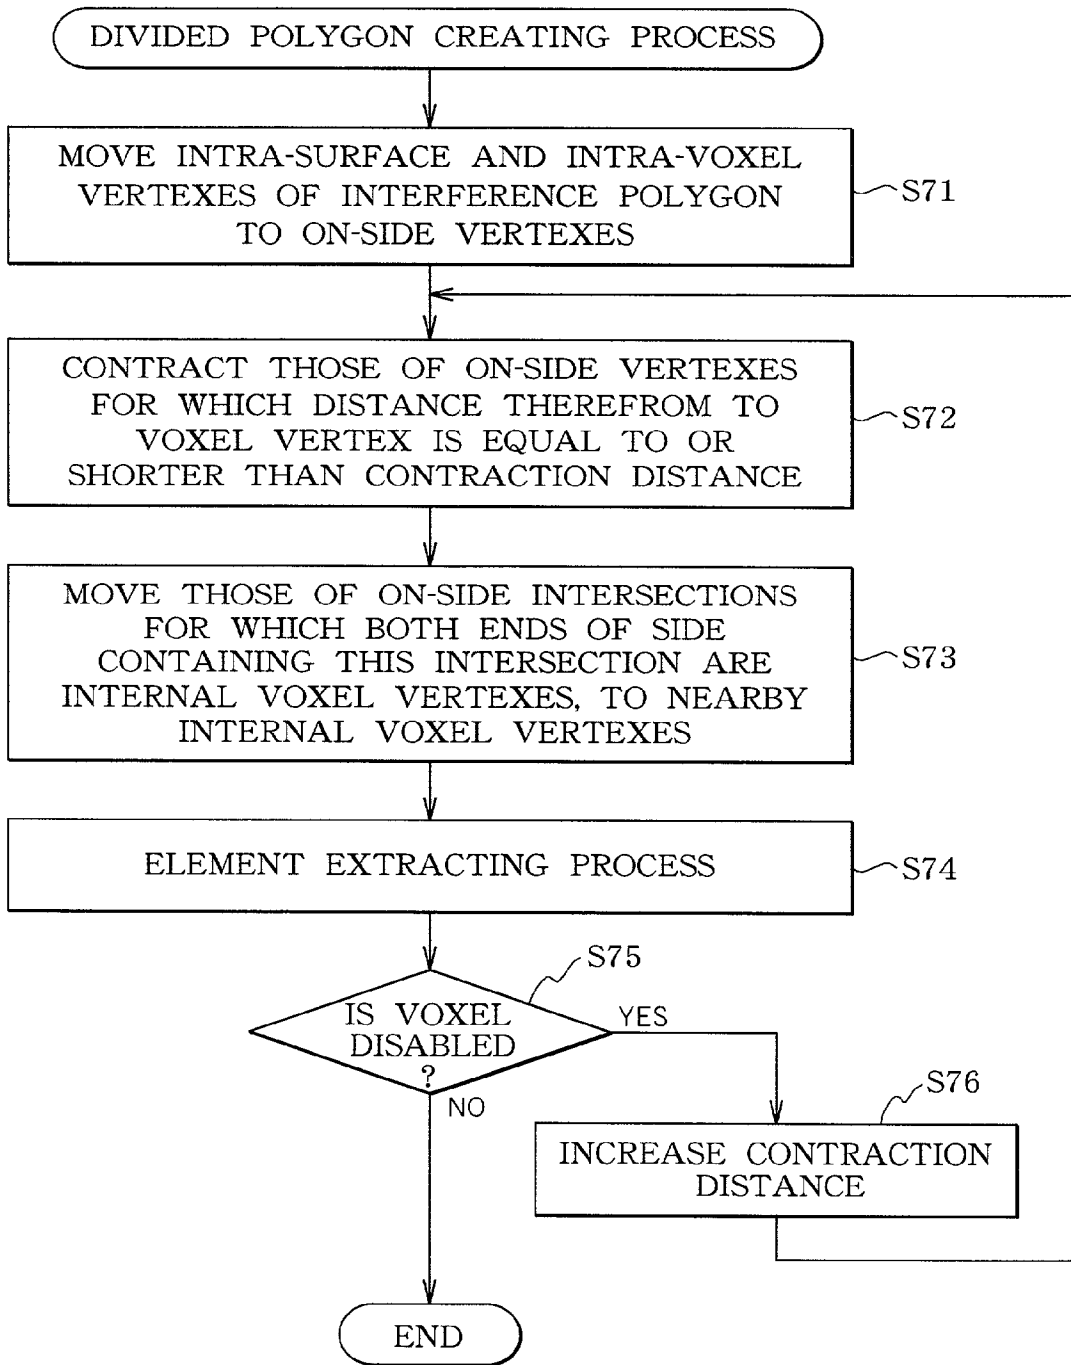 DIVIDED POLYGON CREATING PROCESS
MOVE INTRA-SURFACE AND INTRA-VOXEL
VERTEXES OF INTERFERENCE POLYGON
TO ON-SIDE VERTEXES
S71
CONTRACT THOSE OF ON-SIDE VERTEXES
FOR WHICH DISTANCE THEREFROM TO
VOXEL VERTEX IS EQUAL TO OR
SHORTER THAN CONTRACTION DISTANCE
S72
MOVE THOSE OF ON-SIDE INTERSECTIONS
FOR WHICH BOTH ENDS OF SIDE
CONTAINING THIS INTERSECTION ARE
INTERNAL VOXEL VERTEXES, TO NEARBY
INTERNAL VOXEL VERTEXES
S73
ELEMENT EXTRACTING PROCESS
S74
S75
IS VOXEL
DISABLED
?
YES
NO
S76
INCREASE CONTRACTION
DISTANCE
END